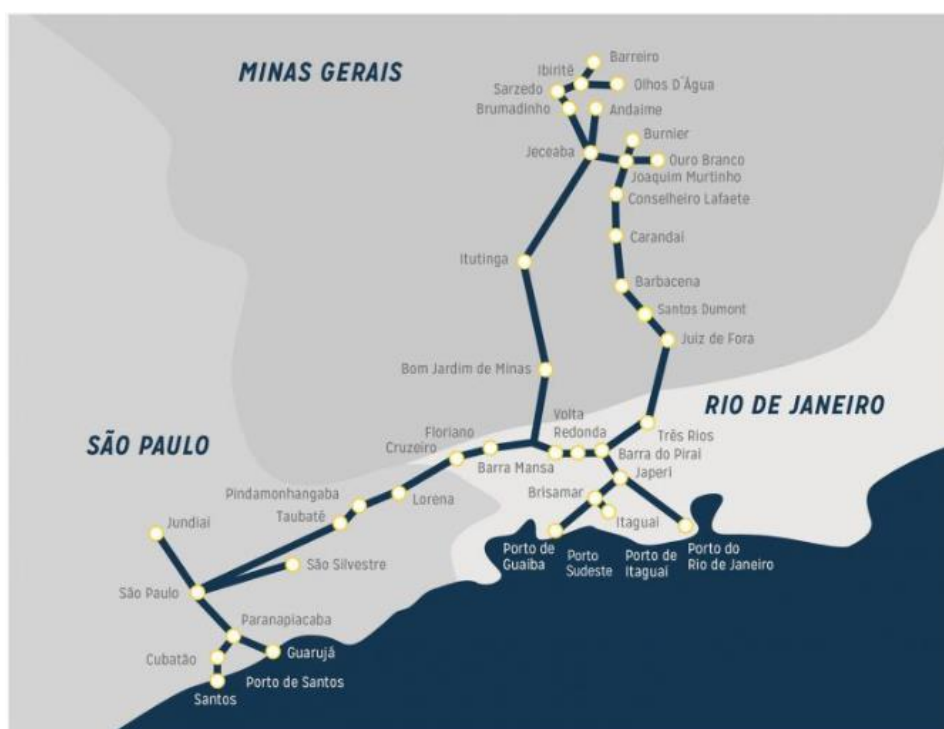 MINAS GERAIS
Barreiro
Ibiritê
Olhos D´Água
Sarzedo
Brumadinho
Andaime
Burnier
Jeceaba
Ouro Branco
Joaquim Murtinho
Conselheiro Lafaete
Carandaí
Itutinga
Barbacena
Santos Dumont
Juiz de Fora
Bom Jardim de Minas
RIO DE JANEIRO
SÃO PAULO
Floriano
Volta
Redonda
Três Rios
Cruzeiro
Barra Mansa
Barra do Piraí
Japeri
Pindamonhangaba
Lorena
Brisamar
Taubatê
Itaguaí
Jundiaí
Porto de
Guaiba
Porto
Sudeste
Porto de
Itaguaí
Porto do
Rio de Janeiro
São Silvestre
São Paulo
Paranapiacaba
Cubatão
Guarujá
Porto de Santos
Santos